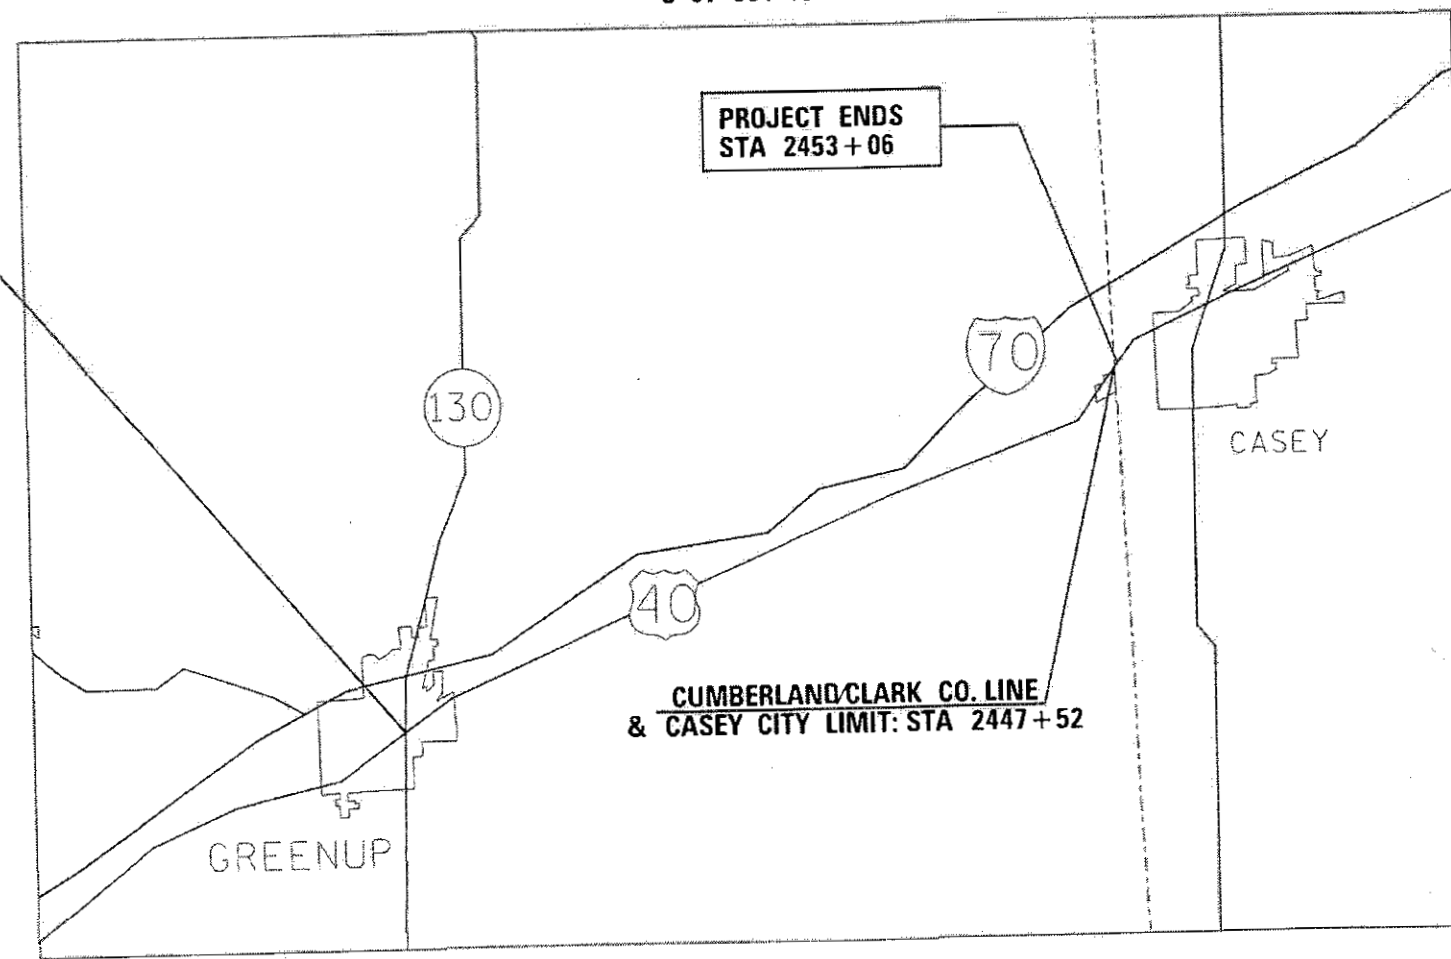 PROJECT ENDS
STA 2453+06
70
130
CASEY
40
CUMBERLAND/CLARK CO. LINE
& CASEY CITY LIMIT: STA 2447+52
GREENUP